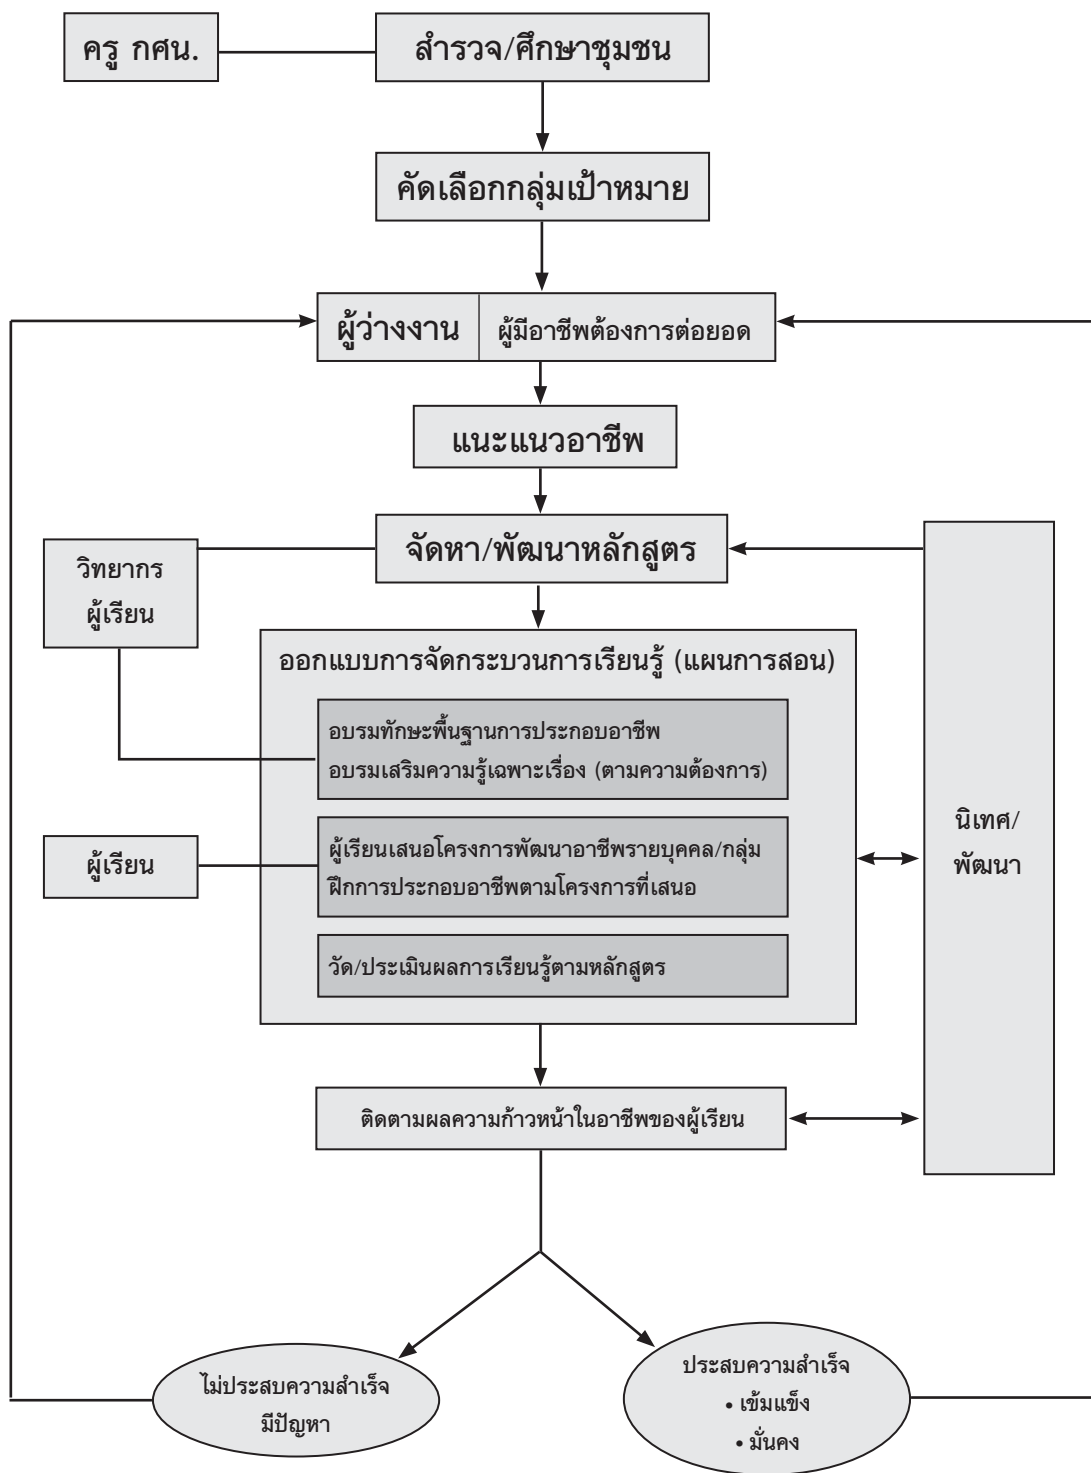 ครู กศน.
สำรวจ/ศึกษาชุมชน
คัดเลือกกลุ่มเป้าหมาย
ผู้ว่างงาน
ผู้มีอาชีพต้องการต่อยอด
แนะแนวอาชีพ
จัดหา/พัฒนาหลักสูตร
วิทยากร
ผู้เรียน
ออกแบบการจัดกระบวนการเรียนรู้ (แผนการสอน)
อบรมทักษะพื้นฐานการประกอบอาชีพ
อบรมเสริมความรู้เฉพาะเรื่อง (ตามความต้องการ)
ผู้เรียน
ผู้เรียนเสนอโครงการพัฒนาอาชีพรายบุคคล/กลุ่ม
ฝึกการประกอบอาชีพตามโครงการที่เสนอ
วัด/ประเมินผลการเรียนรู้ตามหลักสูตร
นิเทศ/
พัฒนา
ติดตามผลความก้าวหน้าในอาชีพของผู้เรียน
ไม่ประสบความสำเร็จ
มีปัญหา
ประสบความสำเร็จ
• เข้มแข็ง
• มั่นคง